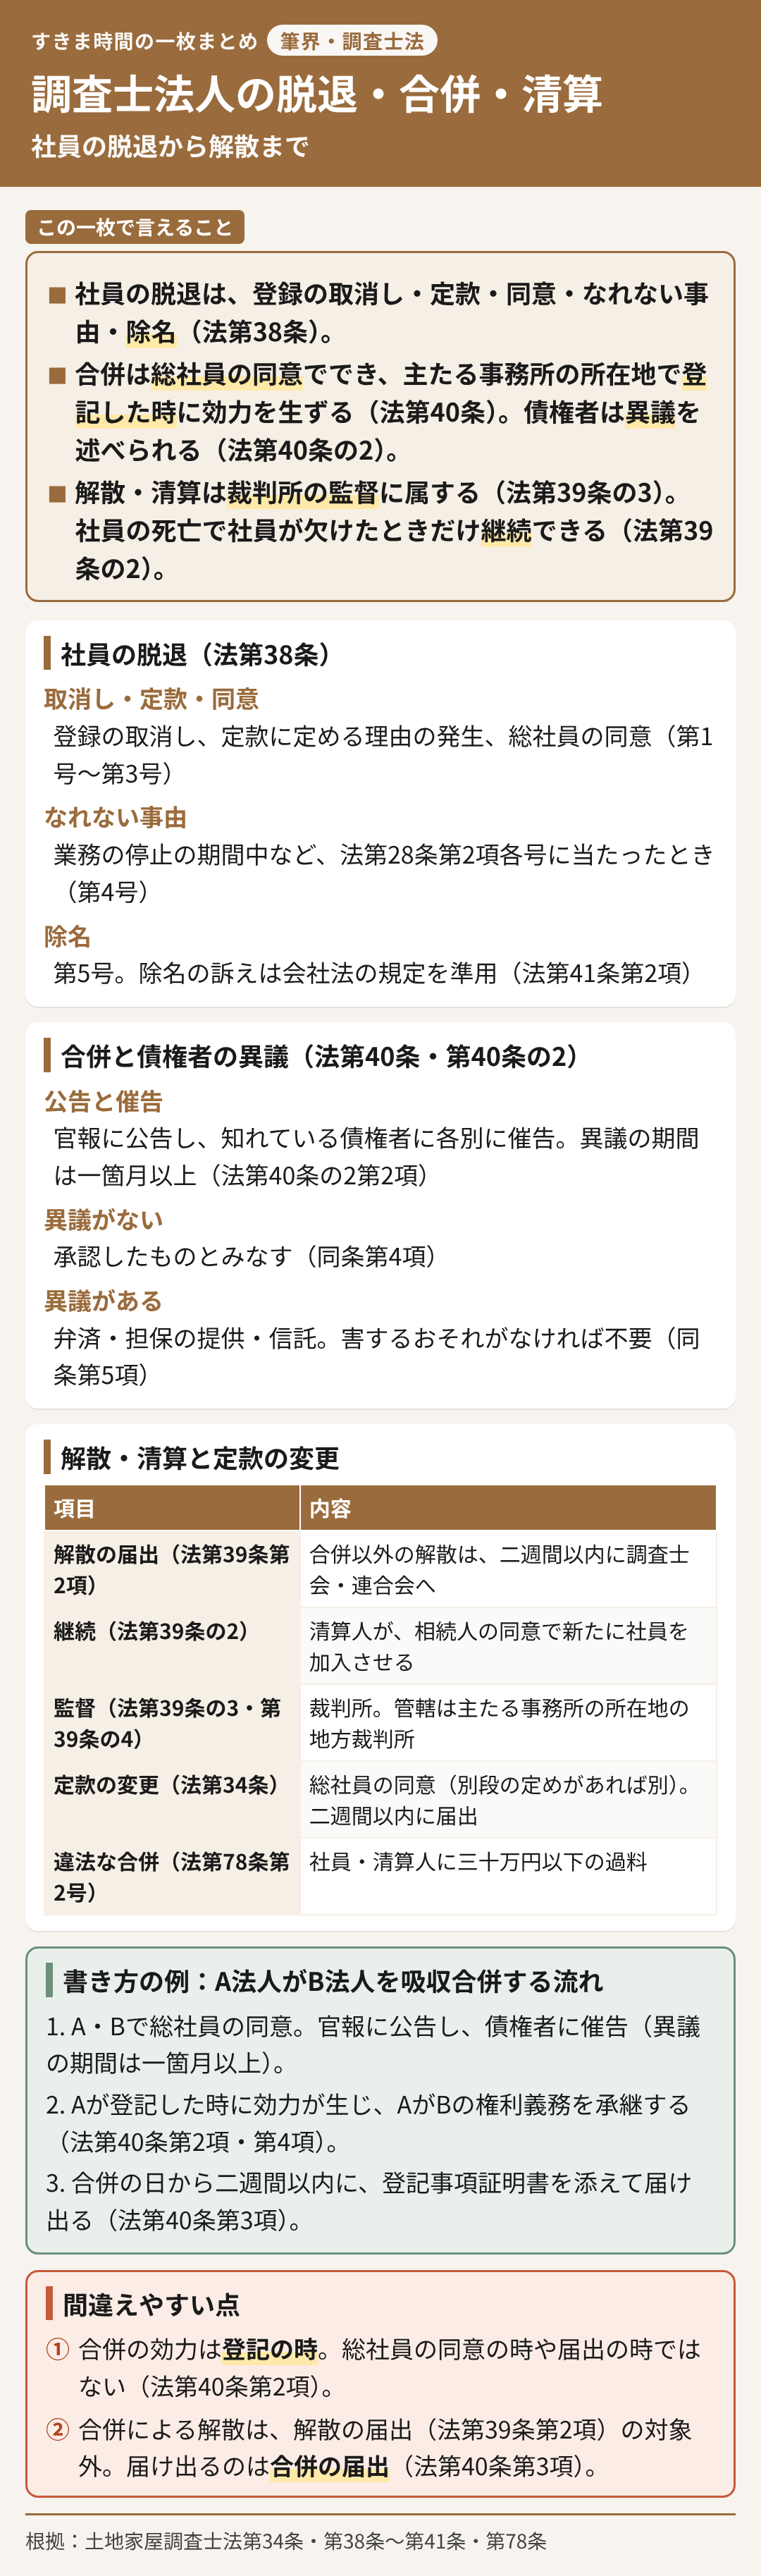 すきま時間の一枚まとめ 筆界・調査士法
調査士法人の脱退・合併・清算
社員の脱退から解散まで
この一枚で言えること
■ 社員の脱退は、登録の取消し・定款・同意・なれない事
由・除名（法第38条）。
■ 合併は総社員の同意ででき、主たる事務所の所在地で登
記した時に効力を生ずる（法第40条）。債権者は異議を
述べられる（法第40条の2）。
■ 解散・清算は裁判所の監督に属する（法第39条の3）。
社員の死亡で社員が欠けたときだけ継続できる（法第39
条の2）。
社員の脱退（法第38条）
取消し・定款・同意
登録の取消し、定款に定める理由の発生、総社員の同意（第1
号〜第3号）
なれない事由
業務の停止の期間中など、法第28条第2項各号に当たったとき
（第4号）
除名
第5号。除名の訴えは会社法の規定を準用（法第41条第2項）
合併と債権者の異議（法第40条・第40条の2）
公告と催告
官報に公告し、知れている債権者に各別に催告。異議の期間
は一箇月以上（法第40条の2第2項）
異議がない
承認したものとみなす（同条第4項）
異議がある
弁済・担保の提供・信託。害するおそれがなければ不要（同
条第5項）
解散・清算と定款の変更
項目 内容
解散の届出（法第39条第 合併以外の解散は、二週間以内に調査士
2項） 会・連合会へ
継続（法第39条の2） 清算人が、相続人の同意で新たに社員を
加入させる
監督（法第39条の3・第 裁判所。管轄は主たる事務所の所在地の
39条の4） 地方裁判所
定款の変更（法第34条） 総社員の同意（別段の定めがあれば別）。
二週間以内に届出
違法な合併（法第78条第 社員・清算人に三十万円以下の過料
2号）
書き方の例：A法人がB法人を吸収合併する流れ
1. A・Bで総社員の同意。官報に公告し、債権者に催告（異議
の期間は一箇月以上）。
2. Aが登記した時に効力が生じ、AがBの権利義務を承継する
（法第40条第2項・第4項）。
3. 合併の日から二週間以内に、登記事項証明書を添えて届け
出る（法第40条第3項）。
間違えやすい点
① 合併の効力は登記の時。総社員の同意の時や届出の時では
ない（法第40条第2項）。
② 合併による解散は、解散の届出（法第39条第2項）の対象
外。届け出るのは合併の届出（法第40条第3項）。
根拠：土地家屋調査士法第34条・第38条〜第41条・第78条